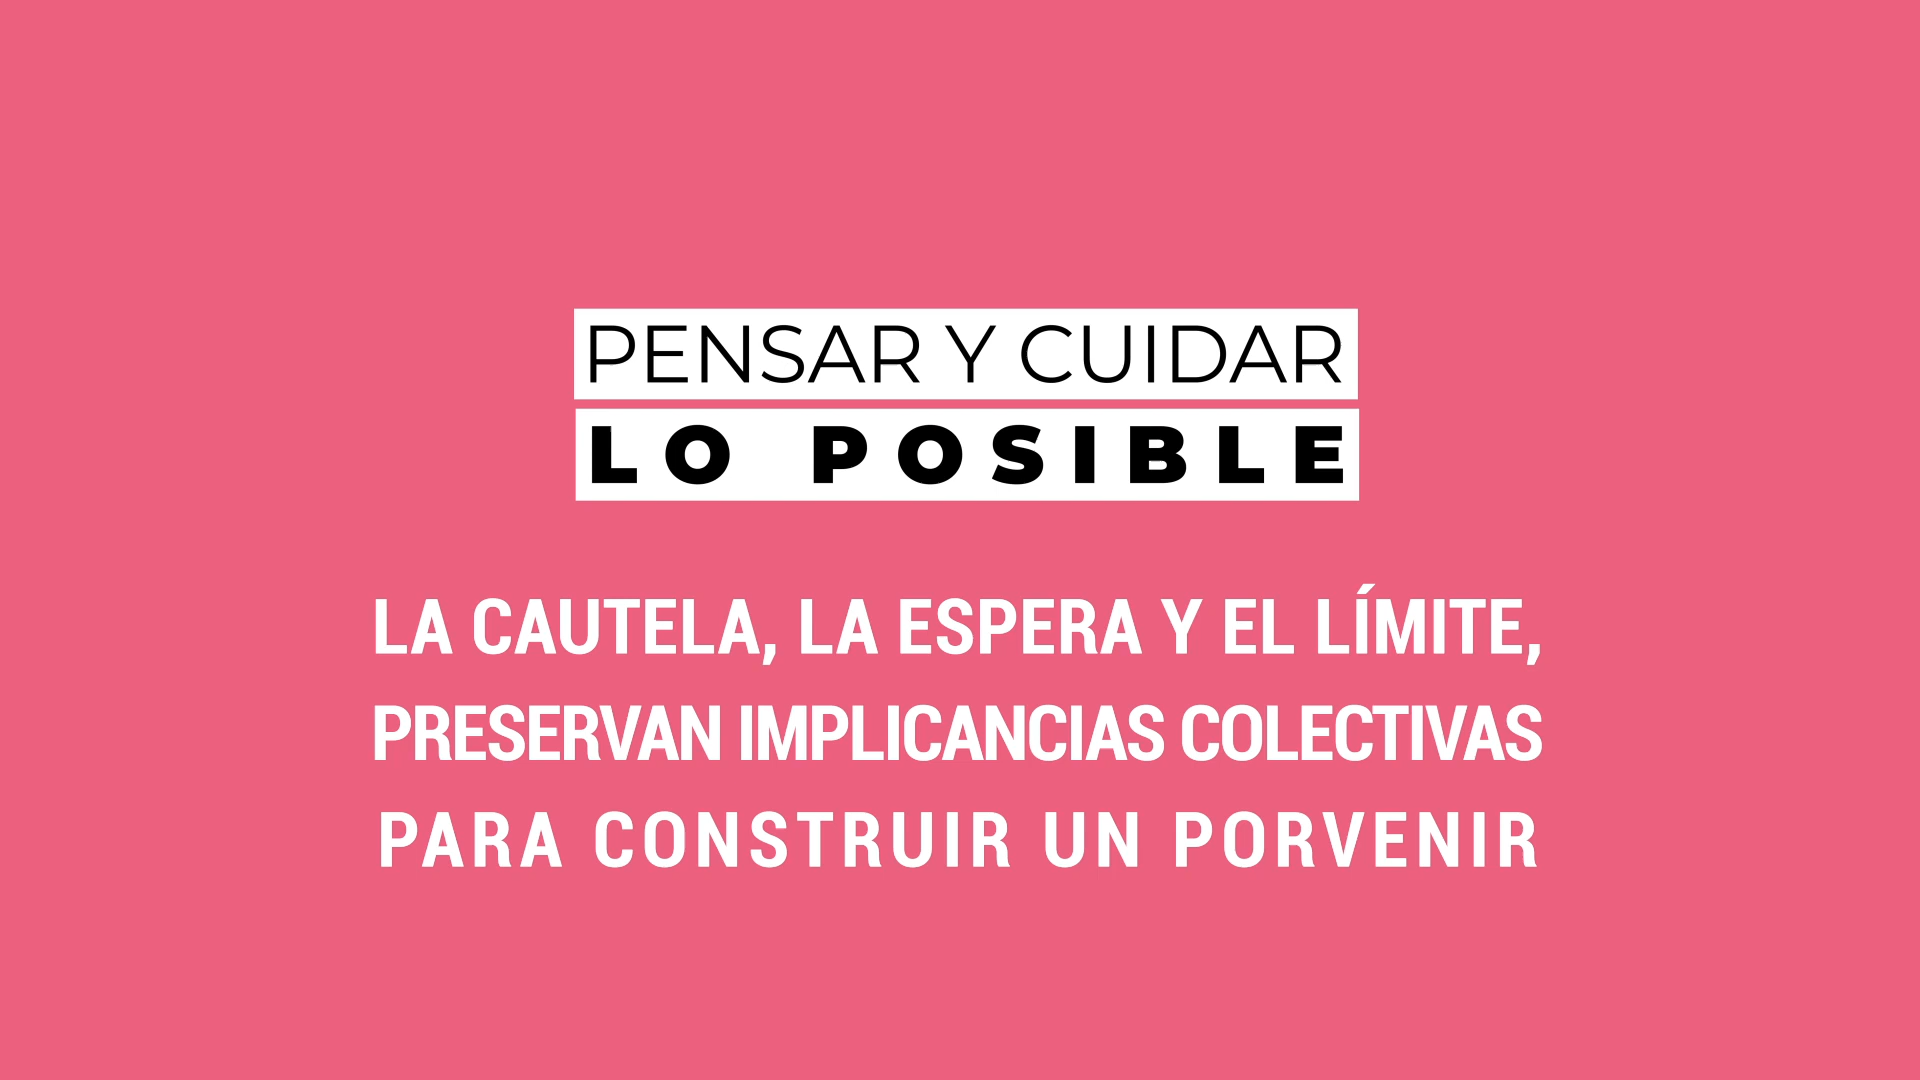 PENSAR Y CUIDAR
LO POSIBLE
LA CAUTELA, LA ESPERA Y EL LÍMITE,
PRESERVAN IMPLICANCIAS COLECTIVAS
PARA CONSTRUIR UN PORVENIR